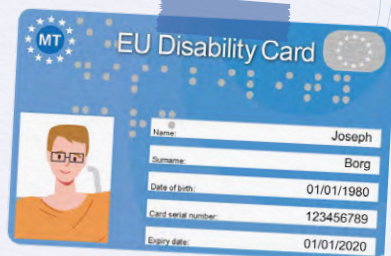 MT
EU Disability Card
Name: Joseph
Surname: Borg
Date of birth: 01/01/1980
Card serial number: 123456789
Expiry date: 01/01/2020